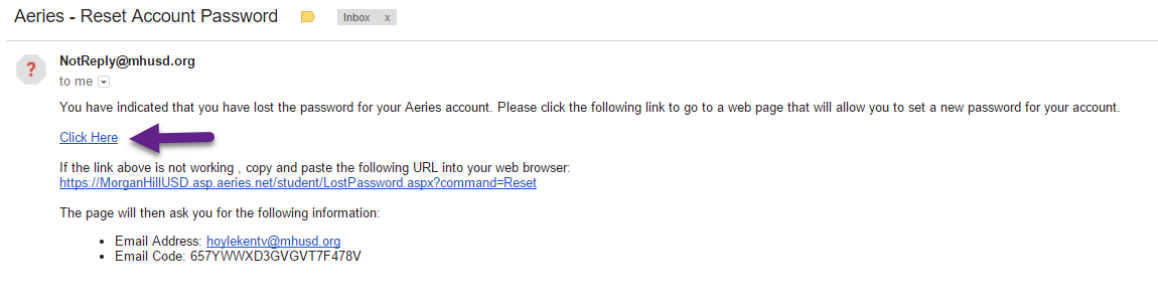 Aeries - Reset Account Password Inbox x
?
NotReply@mhusd.org
to me
You have indicated that you have lost the password for your Aeries account. Please click the following link to go to a web page that will allow you to set a new password for your account.
Click Here
If the link above is not working , copy and paste the following URL into your web browser:
https://MorganHillUSD.asp.aeries.net/student/LostPassword.aspx?command=Reset
The page will then ask you for the following information:
• Email Address: hoylekentv@mhusd.org
• Email Code: 657YWWXD3GVGVT7F478V